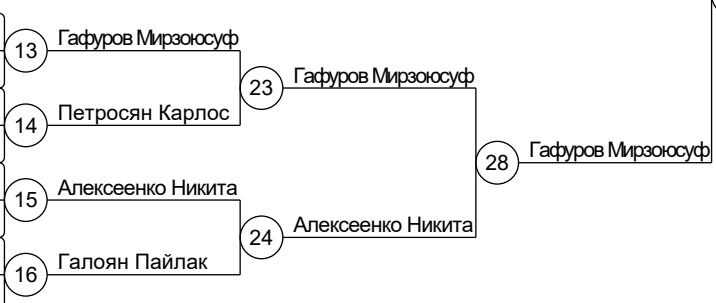 13
Гафуров Мирзоюсуф
14
Петросян Карлос
23
Гафуров Мирзоюсуф
15
Алексеенко Никита
16
Галоян Пайлак
24
Алексеенко Никита
28
Гафуров Мирзоюсуф